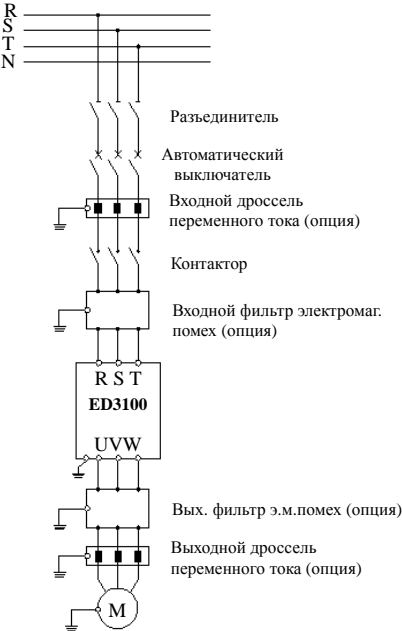 R
S
T
N
Разъединитель
Автоматический
выключатель
Входной дроссель
переменного тока (опция)
Контактор
Входной фильтр электромаг.
помех (опция)
R S T
ED3100
UVW
Вых. фильтр э.м.помех (опция)
Выходной дроссель
переменного тока (опция)
M